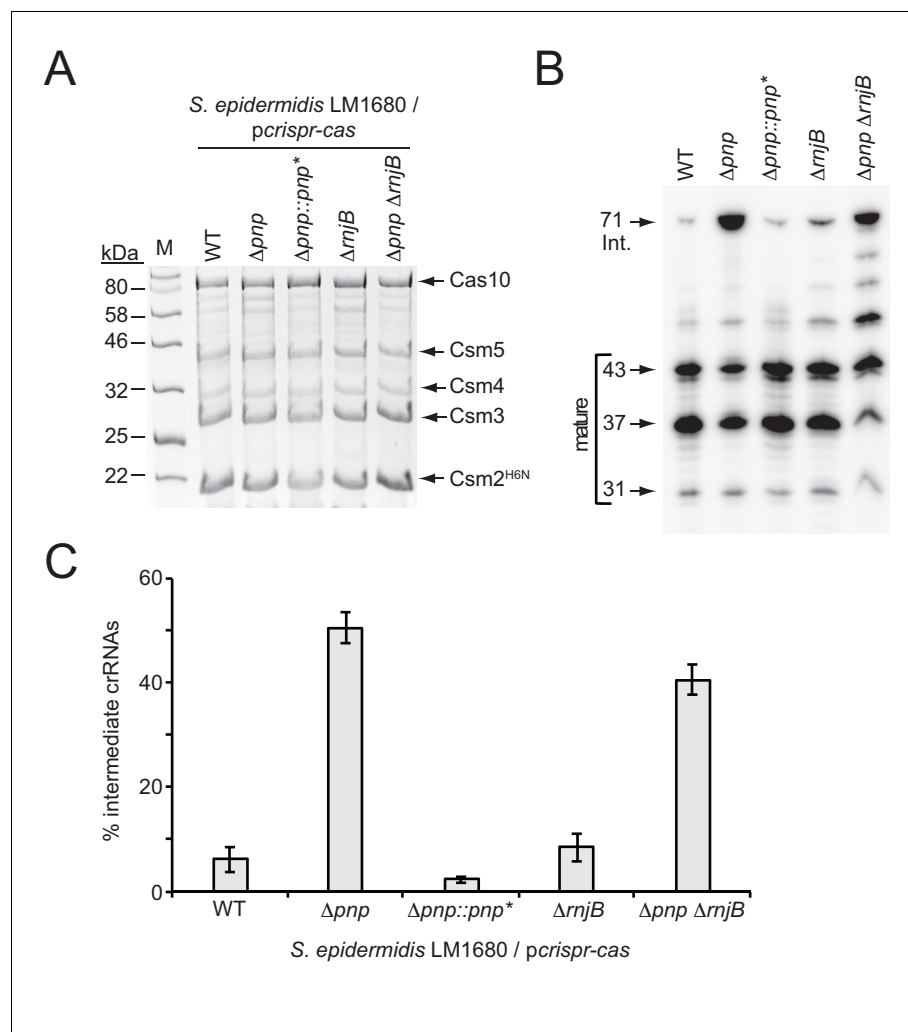 A
S. epidermidis LM1680 /
pcrispr-cas
kDa
M
WT
Δpnp
Δpnp::pnp*
ΔrnjB
Δpnp ΔrnjB
80
58
46
32
25
22
Cas10
Csm5
Csm4
Csm3
Csm2H6N
B
WT
Δpnp
Δpnp::pnp*
ΔrnjB
Δpnp ΔrnjB
71
Int.
43
37
31
mature
C
% intermediate crRNAs
60
40
20
0
WT
Δpnp
Δpnp::pnp*
ΔrnjB
Δpnp ΔrnjB
S. epidermidis LM1680 / pcrispr-cas